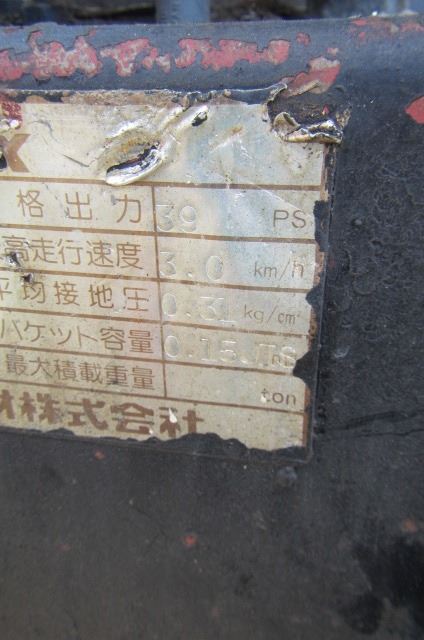 格出力 39 PS
高走行速度 3.0 km/h
平均接地圧 0.31 kg/cm²
バケット容量 0.15
最大積載重量 ton
株式会社